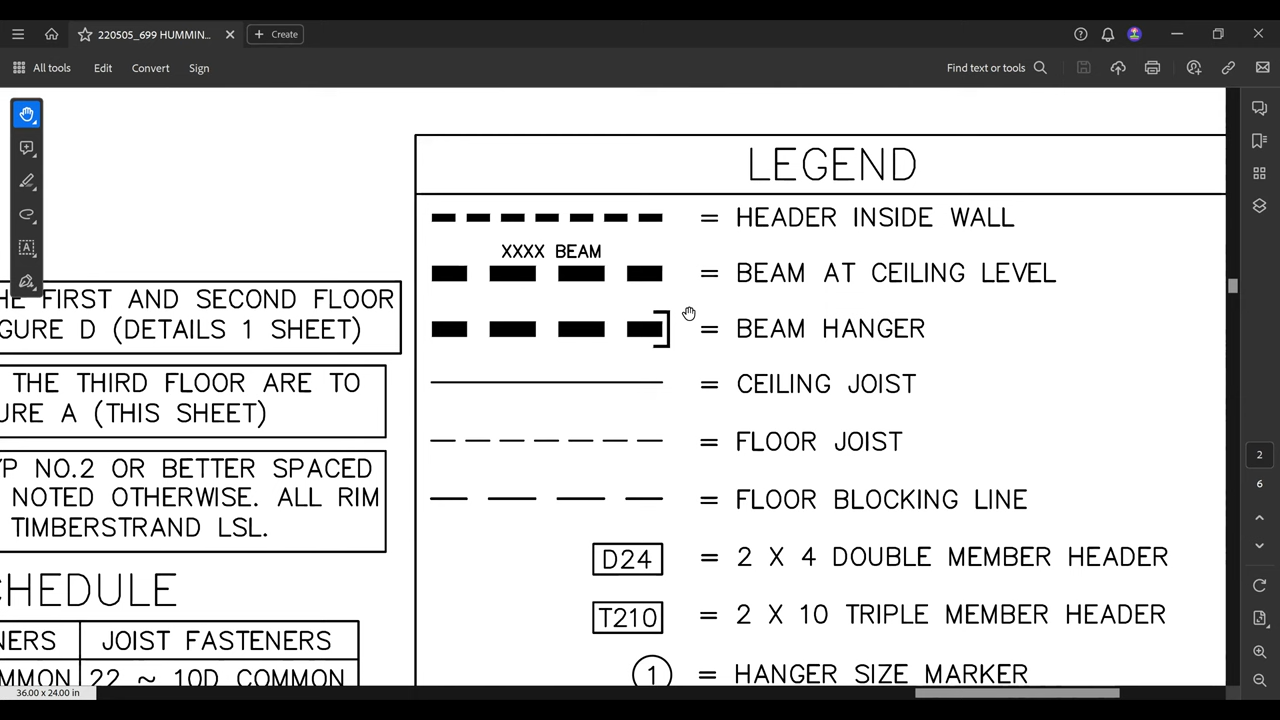 220505_699 HUMMIN...
Create
All tools
Edit
Convert
Sign
Find text or tools
LEGEND
= HEADER INSIDE WALL
XXXX BEAM
= BEAM AT CEILING LEVEL
= BEAM HANGER
= CEILING JOIST
= FLOOR JOIST
= FLOOR BLOCKING LINE
D24 = 2 X 4 DOUBLE MEMBER HEADER
T210 = 2 X 10 TRIPLE MEMBER HEADER
1 = HANGER SIZE MARKER
HE FIRST AND SECOND FLOOR
GURE D (DETAILS 1 SHEET)
THE THIRD FLOOR ARE TO
URE A (THIS SHEET)
YP NO.2 OR BETTER SPACED
NOTED OTHERWISE. ALL RIM
TIMBERSTRAND LSL.
CHEDULE
NERS JOIST FASTENERS
MMON 22 ~ 10D COMMON
2
6
36.00 x 24.00 in